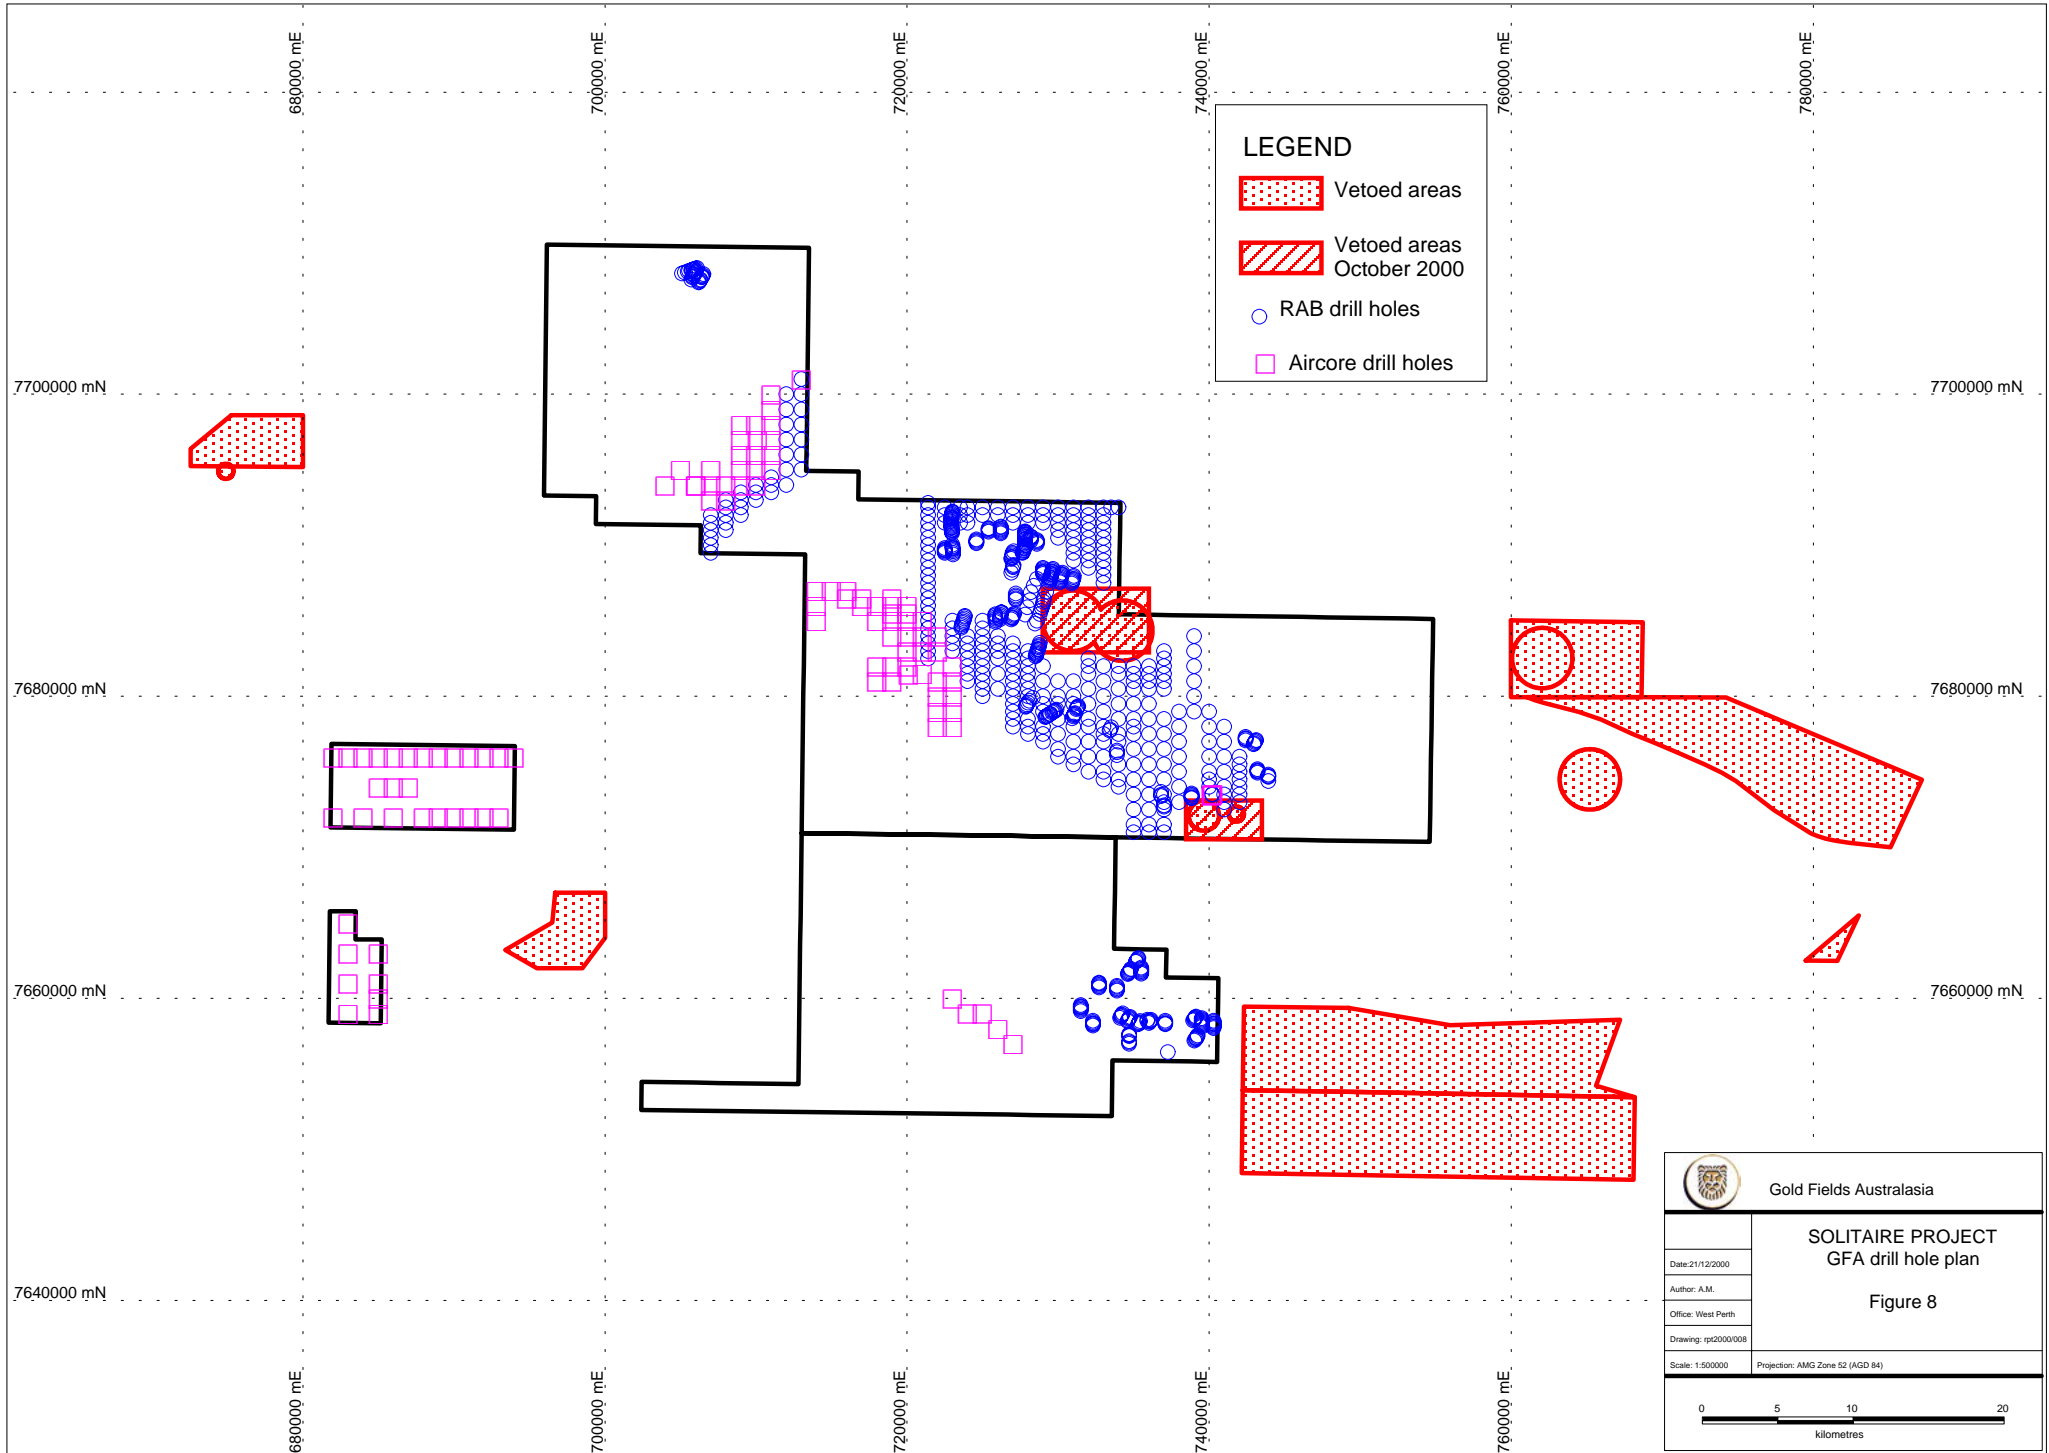 680000 mE
700000 mE
720000 mE
740000 mE
760000 mE
780000 mE
LEGEND
Vetoed areas
Vetoed areas
October 2000
RAB drill holes
Aircore drill holes
7700000 mN
7700000 mN
7680000 mN
7680000 mN
7660000 mN
7660000 mN
7640000 mN
680000 mE
700000 mE
720000 mE
740000 mE
760000 mE
Gold Fields Australasia
SOLITAIRE PROJECT
GFA drill hole plan
Figure 8
Date:21/12/2000
Author: A.M.
Office: West Perth
Drawing: rpt2000/008
Scale: 1:500000
Projection: AMG Zone 52 (AGD 84)
0 5 10 20
kilometres